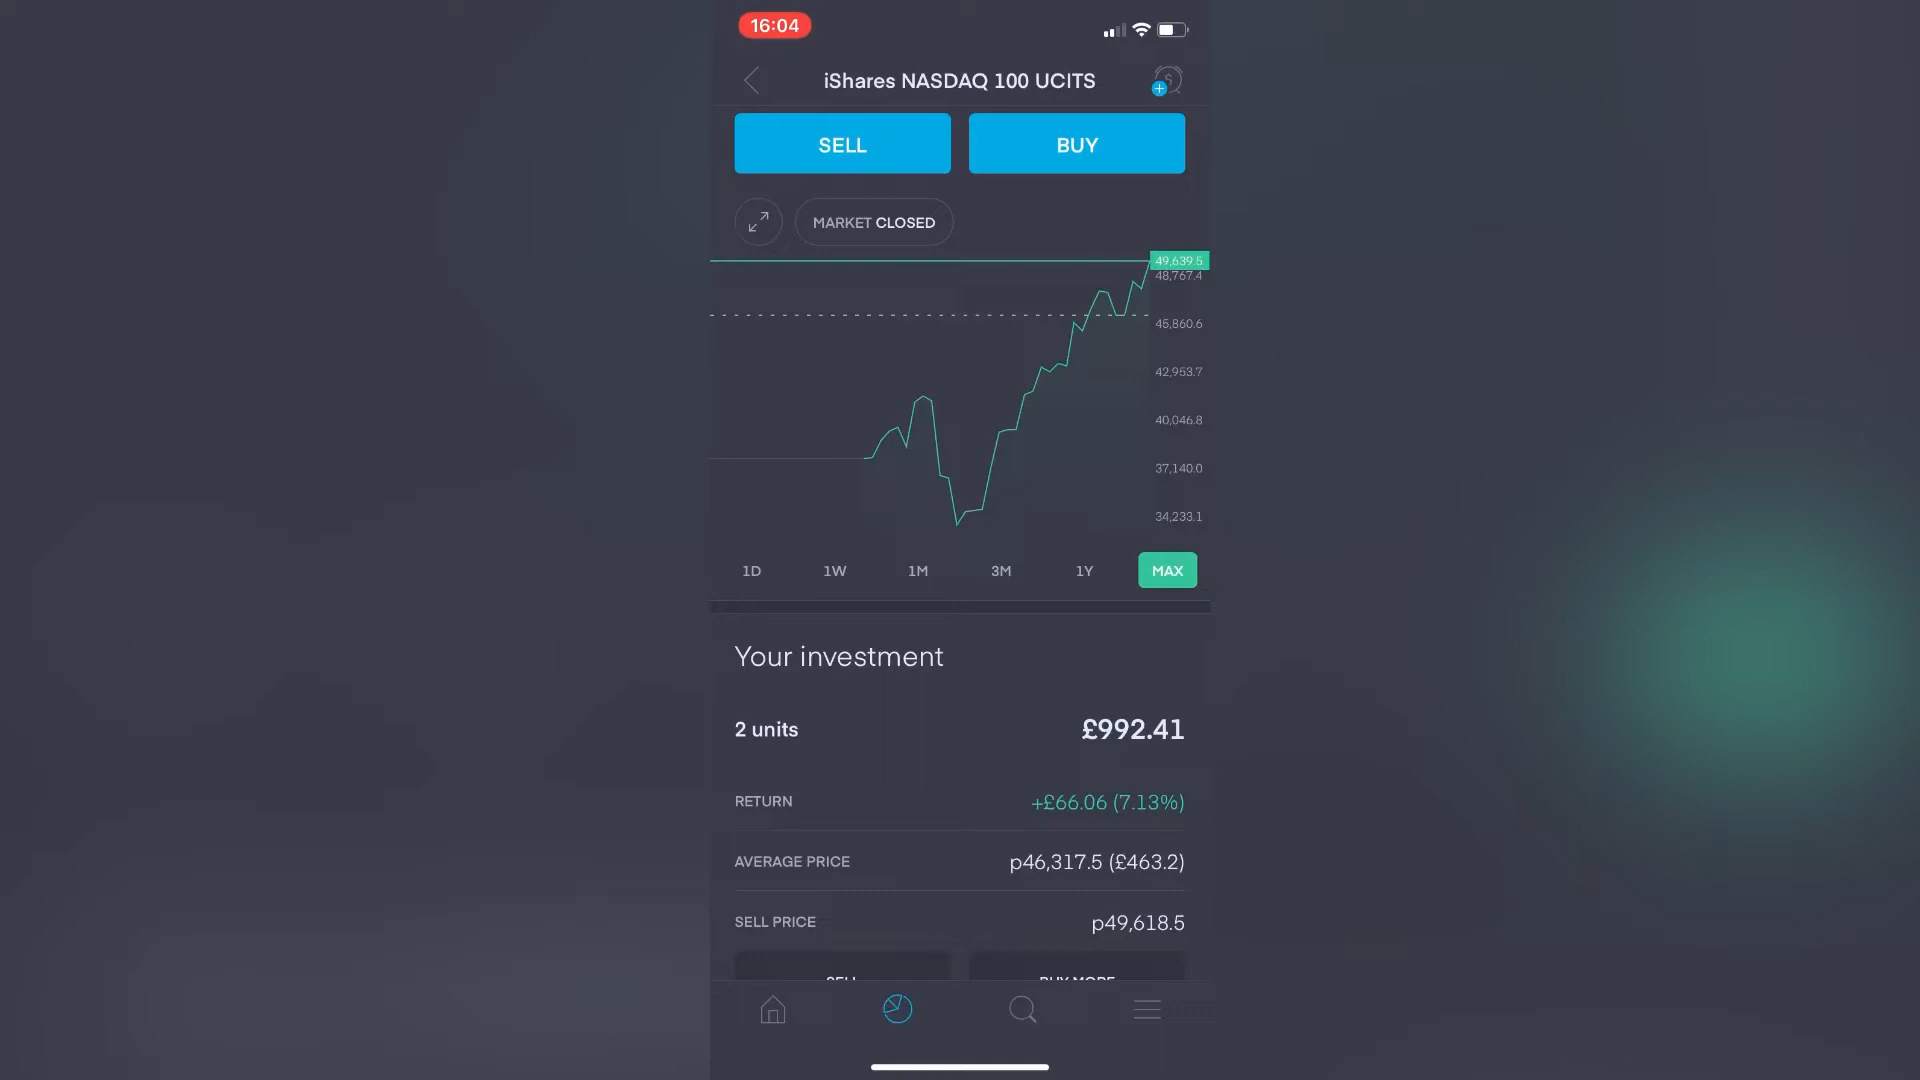 16:04
iShares NASDAQ 100 UCITS
SELL BUY
MARKET CLOSED
49,639.5
48,767.4
45,860.6
42,953.7
40,046.8
37,140.0
34,233.1
1D 1W 1M 3M 1Y MAX
Your investment
2 units £992.41
RETURN +£66.06 (7.13%)
AVERAGE PRICE p46,317.5 (£463.2)
SELL PRICE p49,618.5
SELL BUY MORE